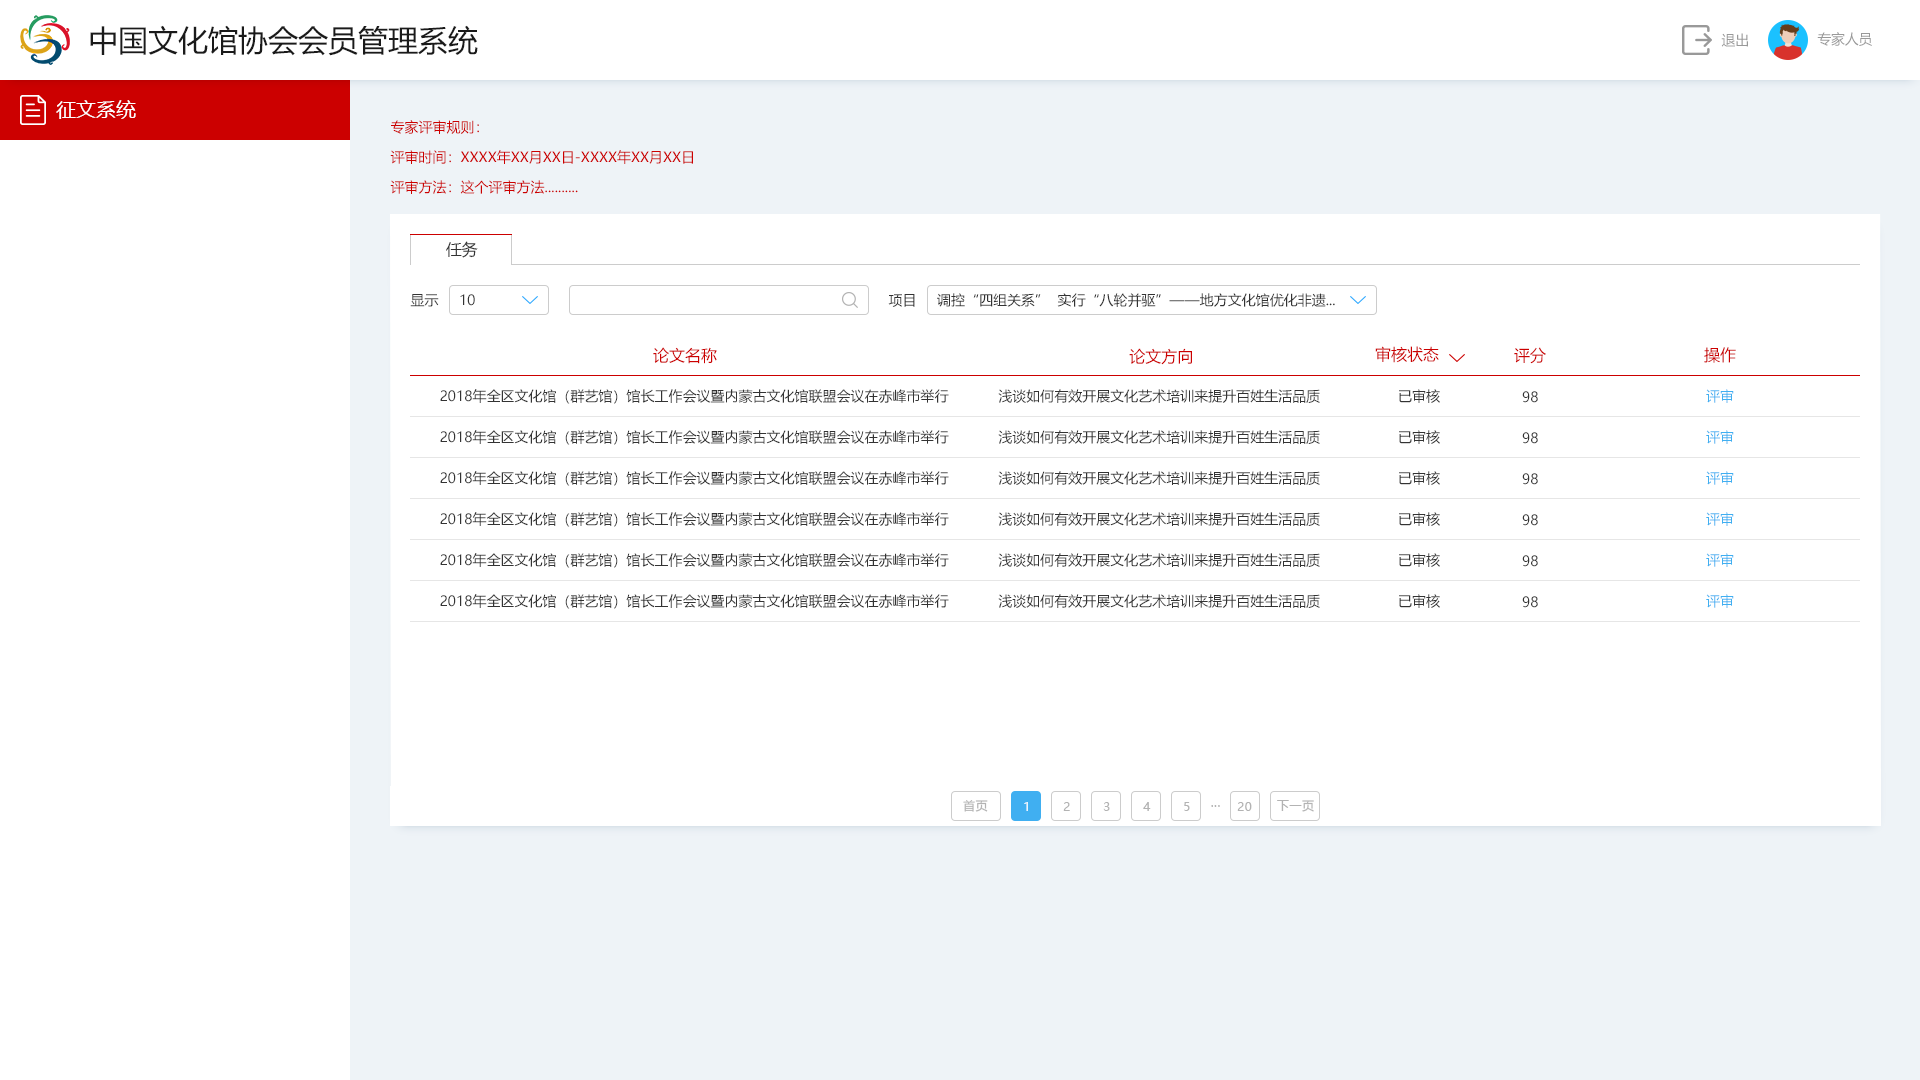 中国文化馆协会会员管理系统
退出
专家人员
征文系统
专家评审规则：
评审时间：XXXX年XX月XX日-XXXX年XX月XX日
评审方法：这个评审方法..........
任务
显示 10 项目 调控“四组关系” 实行“八轮并驱”——地方文化馆优化非遗...
论文名称 论文方向 审核状态 评分 操作
2018年全区文化馆（群艺馆）馆长工作会议暨内蒙古文化馆联盟会议在赤峰市举行 浅谈如何有效开展文化艺术培训来提升百姓生活品质 已审核 98 评审
2018年全区文化馆（群艺馆）馆长工作会议暨内蒙古文化馆联盟会议在赤峰市举行 浅谈如何有效开展文化艺术培训来提升百姓生活品质 已审核 98 评审
2018年全区文化馆（群艺馆）馆长工作会议暨内蒙古文化馆联盟会议在赤峰市举行 浅谈如何有效开展文化艺术培训来提升百姓生活品质 已审核 98 评审
2018年全区文化馆（群艺馆）馆长工作会议暨内蒙古文化馆联盟会议在赤峰市举行 浅谈如何有效开展文化艺术培训来提升百姓生活品质 已审核 98 评审
2018年全区文化馆（群艺馆）馆长工作会议暨内蒙古文化馆联盟会议在赤峰市举行 浅谈如何有效开展文化艺术培训来提升百姓生活品质 已审核 98 评审
2018年全区文化馆（群艺馆）馆长工作会议暨内蒙古文化馆联盟会议在赤峰市举行 浅谈如何有效开展文化艺术培训来提升百姓生活品质 已审核 98 评审
首页 1 2 3 4 5 ··· 20 下一页